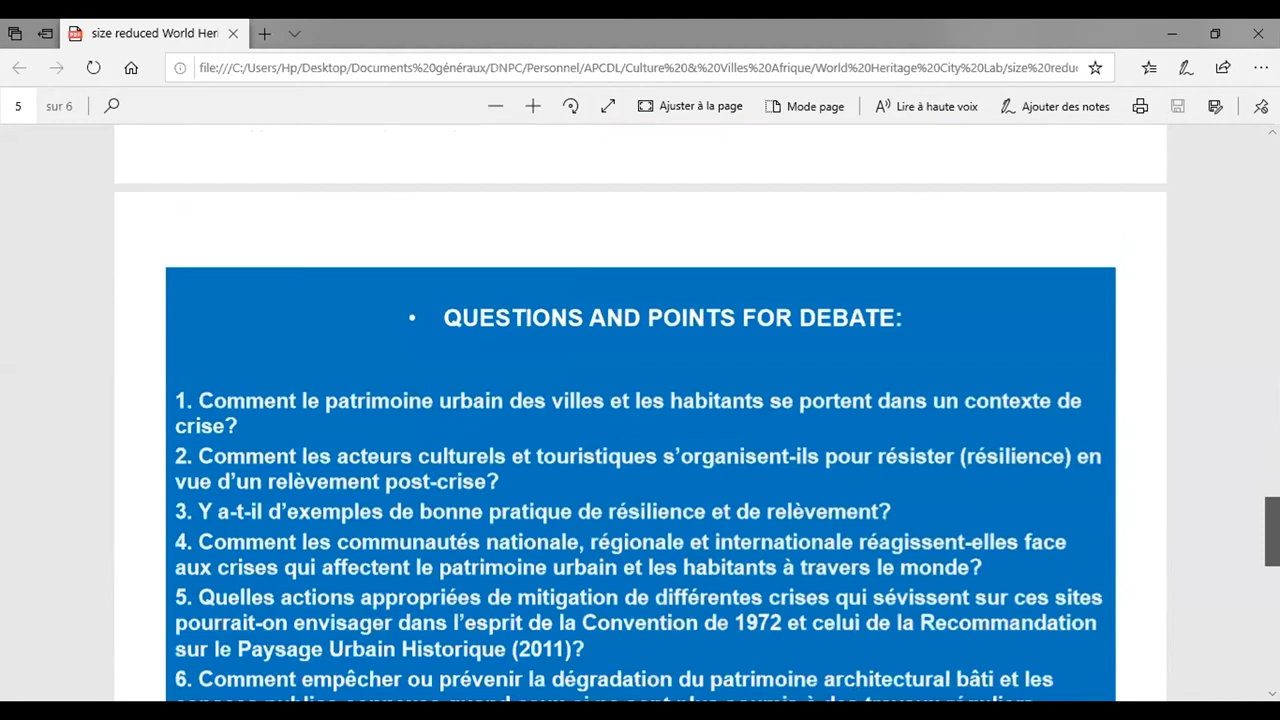 size reduced World Her
file:///C:/Users/Hp/Desktop/Documents%20généraux/DNPC/Personnel/APCDL/Culture%20&%20Villes%20Afrique/World%20Heritage%20City%20Lab/size%20redu
5 sur 6 Ajuster à la page Mode page Lire à haute voix Ajouter des notes
• QUESTIONS AND POINTS FOR DEBATE:
1. Comment le patrimoine urbain des villes et les habitants se portent dans un contexte de
crise?
2. Comment les acteurs culturels et touristiques s’organisent-ils pour résister (résilience) en
vue d’un relèvement post-crise?
3. Y a-t-il d’exemples de bonne pratique de résilience et de relèvement?
4. Comment les communautés nationale, régionale et internationale réagissent-elles face
aux crises qui affectent le patrimoine urbain et les habitants à travers le monde?
5. Quelles actions appropriées de mitigation de différentes crises qui sévissent sur ces sites
pourrait-on envisager dans l’esprit de la Convention de 1972 et celui de la Recommandation
sur le Paysage Urbain Historique (2011)?
6. Comment empêcher ou prévenir la dégradation du patrimoine architectural bâti et les